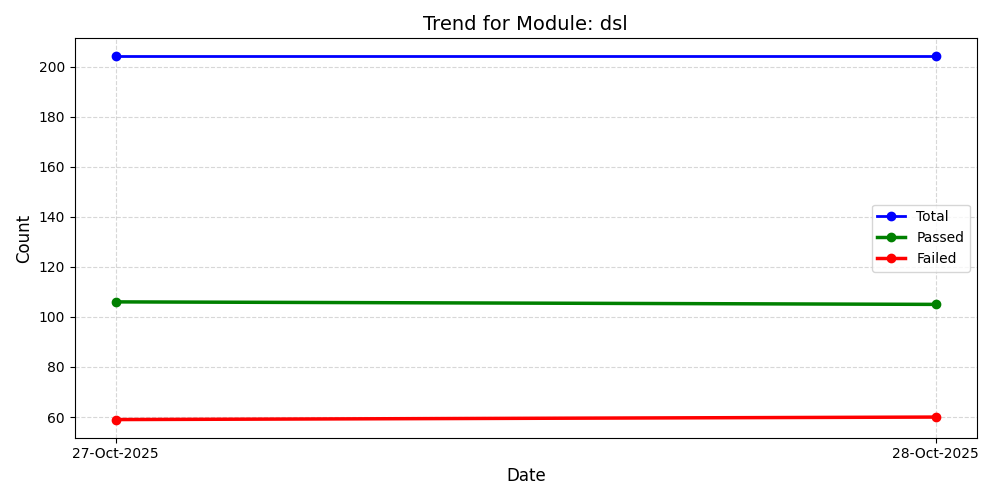 Trend for Module: dsl
Count
200
180
160
140
120
100
80
60
Total
Passed
Failed
27-Oct-2025
28-Oct-2025
Date